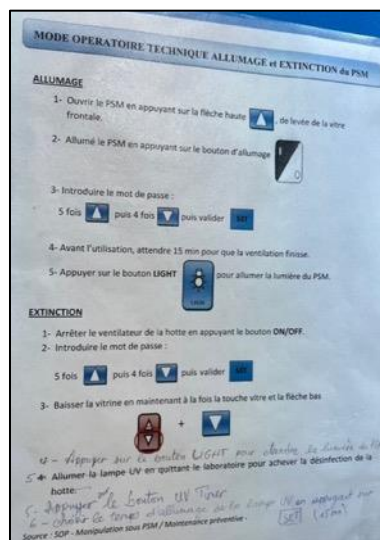 MODE OPERATOIRE TECHNIQUE ALLUMAGE et EXTINCTION du PSM
ALLUMAGE
1- Ouvrir le PSM en appuyant sur la flèche haute , de levée de la vitre
frontale.
2- Allumé le PSM en appuyant sur le bouton d'allumage
3- Introduire le mot de passe :
5 fois puis 4 fois puis valider SET
4- Avant l'utilisation, attendre 15 min pour que la ventilation finisse.
5- Appuyer sur le bouton LIGHT pour allumer la lumière du PSM.
LIGHT
EXTINCTION
1- Arrêter le ventilateur de la hotte en appuyant le bouton ON/OFF.
2- Introduire le mot de passe :
5 fois puis 4 fois puis valider SET
3- Baisser la vitrine en maintenant à la fois la touche vitre et la flèche bas
+
4- Appuyer sur le bouton LIGHT pour éteindre la lumière du
5 4- Allumer la lampe UV en quittant le laboratoire pour achever la désinfection de la
hotte.
5- Appuyer le bouton UV Timer
6- choisir le temps d'allumage de la lampe UV en appuyant sur
SET (15mn)
Source : SOP - Manipulation sous PSM / Maintenance préventive -